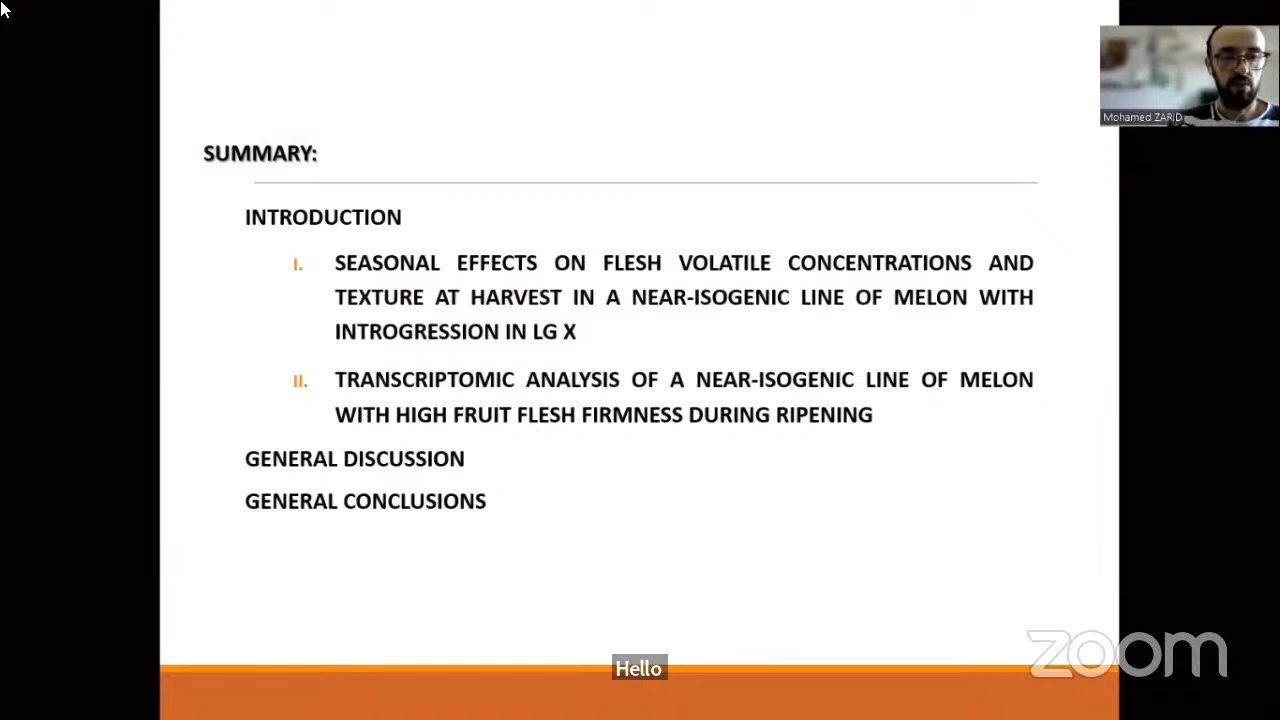 Mohamed ZARID
SUMMARY:
INTRODUCTION
I. SEASONAL EFFECTS ON FLESH VOLATILE CONCENTRATIONS AND
TEXTURE AT HARVEST IN A NEAR-ISOGENIC LINE OF MELON WITH
INTROGRESSION IN LG X
II. TRANSCRIPTOMIC ANALYSIS OF A NEAR-ISOGENIC LINE OF MELON
WITH HIGH FRUIT FLESH FIRMNESS DURING RIPENING
GENERAL DISCUSSION
GENERAL CONCLUSIONS
zoom
Hello